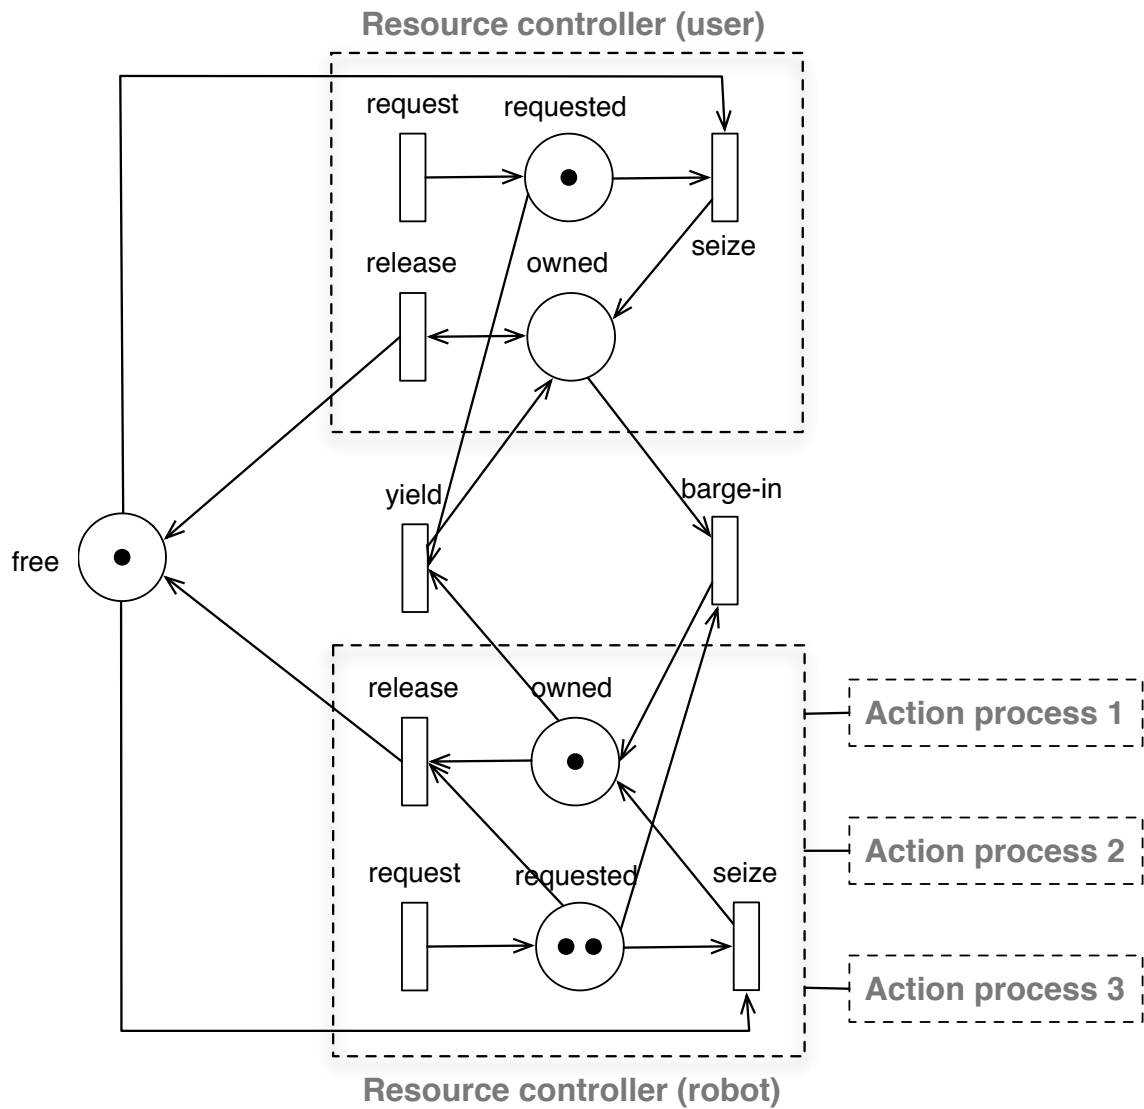 Resource controller (user)
request
requested
seize
release
owned
yield
barge-in
free
release
owned
Action process 1
Action process 2
request
requested
seize
Action process 3
Resource controller (robot)